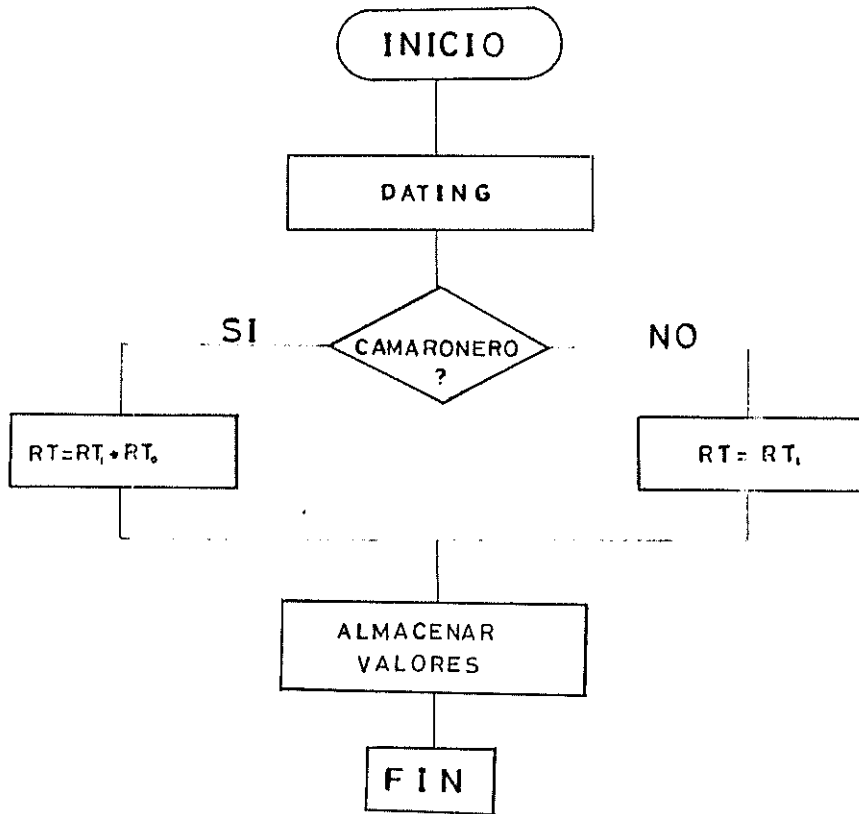 INICIO
DATING
SI
CAMARONERO
?
NO
RT=RT₁+RT₀
RT= RT₁
ALMACENAR
VALORES
FIN